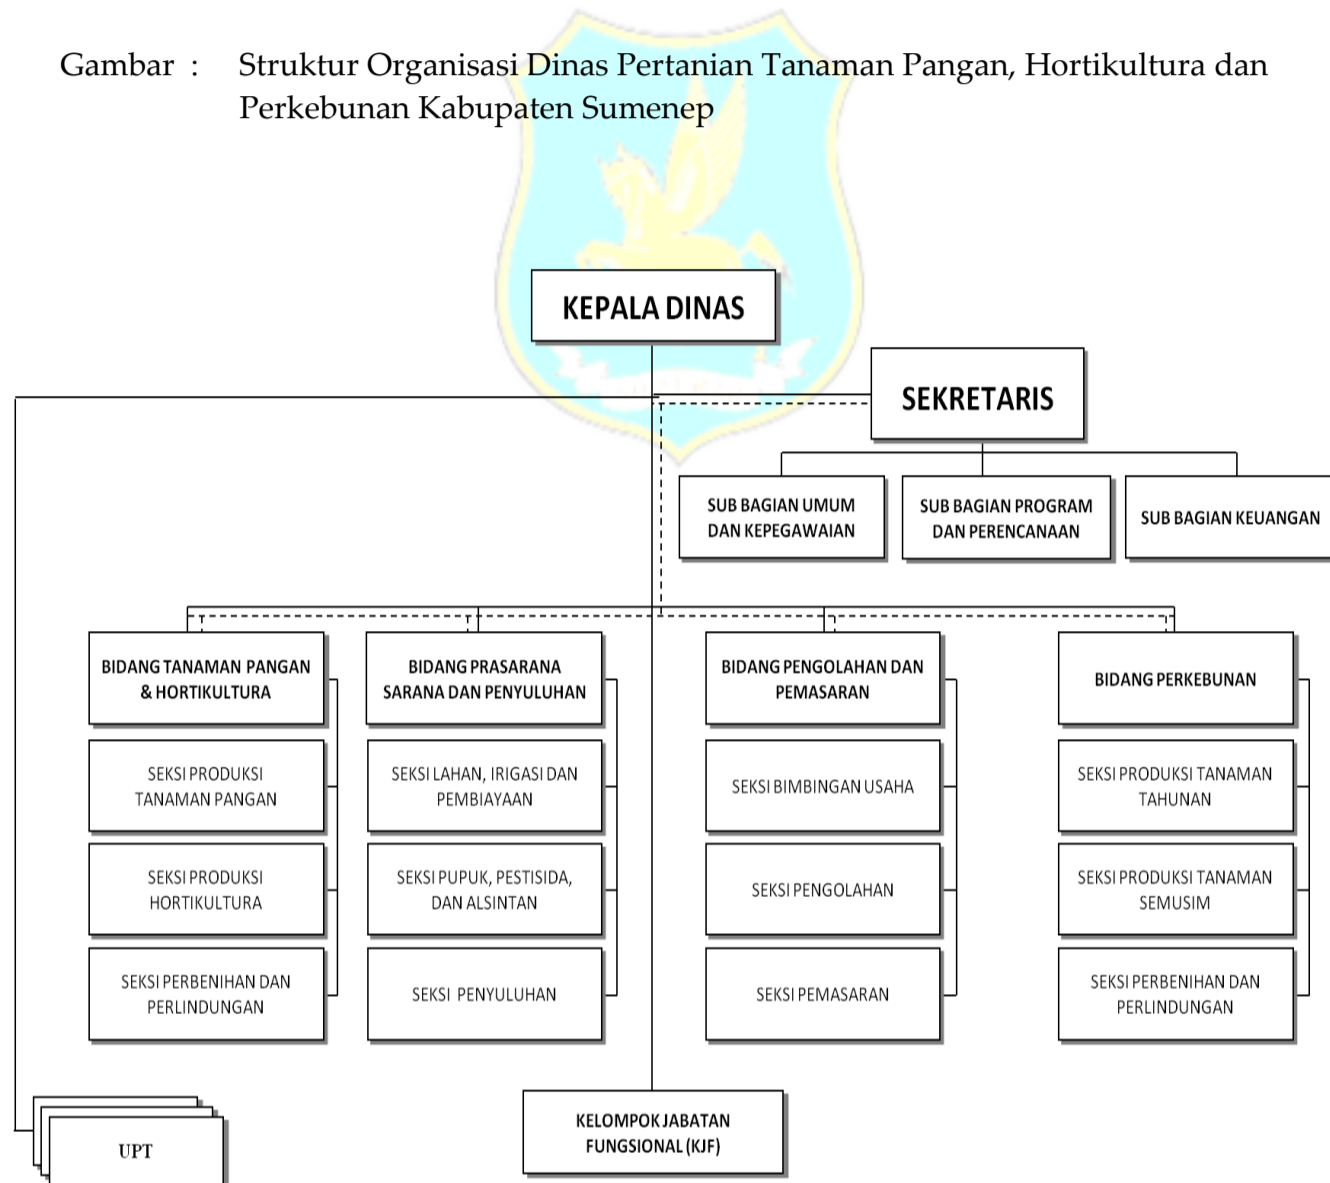 Gambar : Struktur Organisasi Dinas Pertanian Tanaman Pangan, Hortikultura dan
Perkebunan Kabupaten Sumenep
KEPALA DINAS
SEKRETARIS
SUB BAGIAN UMUM
DAN KEPEGAWAIAN
SUB BAGIAN PROGRAM
DAN PERENCANAAN
SUB BAGIAN KEUANGAN
BIDANG TANAMAN PANGAN
& HORTIKULTURA
SEKSI PRODUKSI
TANAMAN PANGAN
SEKSI PRODUKSI
HORTIKULTURA
SEKSI PERBENIHAN DAN
PERLINDUNGAN
BIDANG PRASARANA
SARANA DAN PENYULUHAN
SEKSI LAHAN, IRIGASI DAN
PEMBIAYAAN
SEKSI PUPUK, PESTISIDA,
DAN ALSINTAN
SEKSI PENYULUHAN
BIDANG PENGOLAHAN DAN
PEMASARAN
SEKSI BIMBINGAN USAHA
SEKSI PENGOLAHAN
SEKSI PEMASARAN
BIDANG PERKEBUNAN
SEKSI PRODUKSI TANAMAN
TAHUNAN
SEKSI PRODUKSI TANAMAN
SEMUSIM
SEKSI PERBENIHAN DAN
PERLINDUNGAN
UPT
KELOMPOK JABATAN
FUNGSIONAL (KJF)